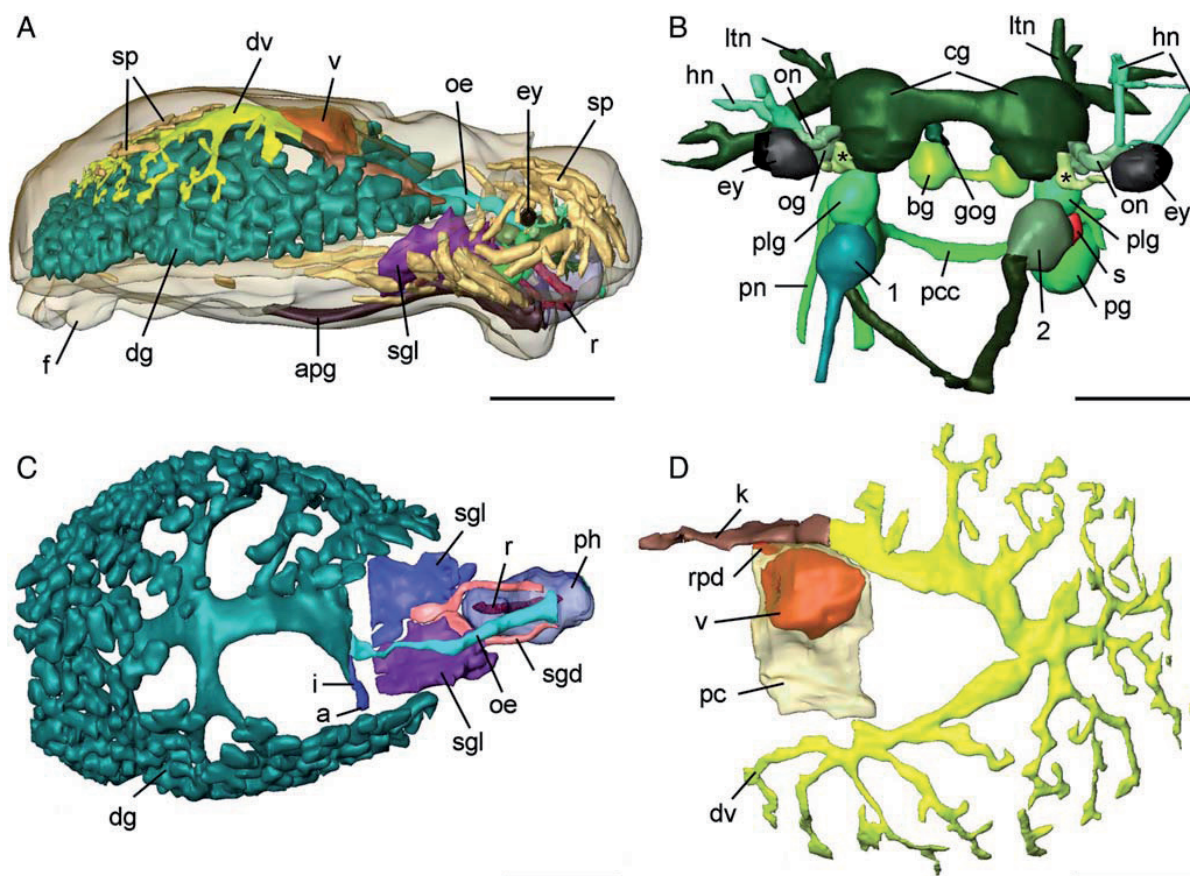 A
sp
dv
v
oe
ey
sp
f
dg
apg
sgl
r
B
ltn
hn
on
cg
ltn
hn
ey
og
*
bg
gog
*
on
ey
plg
plg
pn
1
pcc
2
s
pg
C
sgl
ph
r
i
a
sgd
oe
sgl
dg
D
k
rpd
v
pc
dv